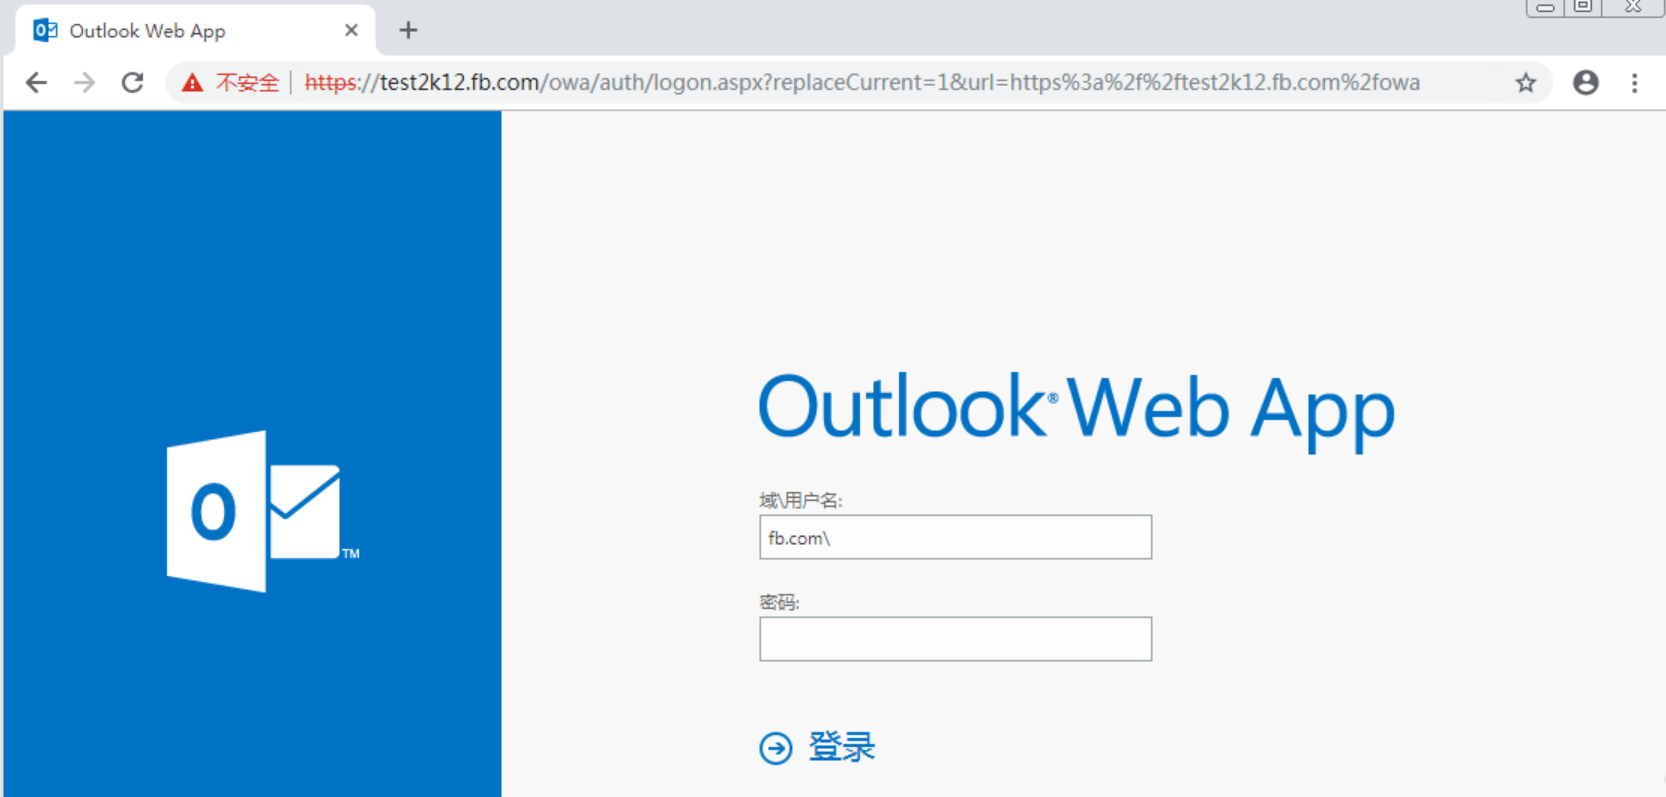 Outlook Web App
不安全 https://test2k12.fb.com/owa/auth/logon.aspx?replaceCurrent=1&url=https%3a%2f%2ftest2k12.fb.com%2fowa
Outlook® Web App
域\用户名:
fb.com\
O
TM
密码:
登录